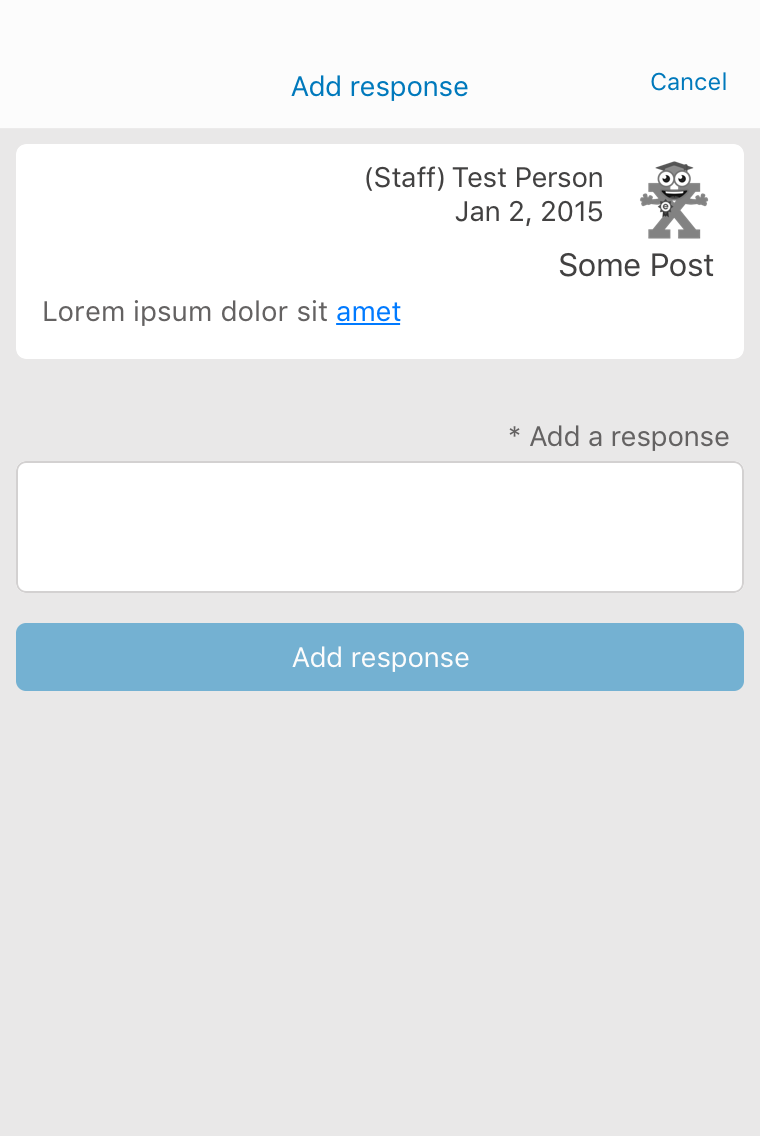 Add response
Cancel
(Staff) Test Person
Jan 2, 2015
Some Post
Lorem ipsum dolor sit amet
* Add a response
Add response